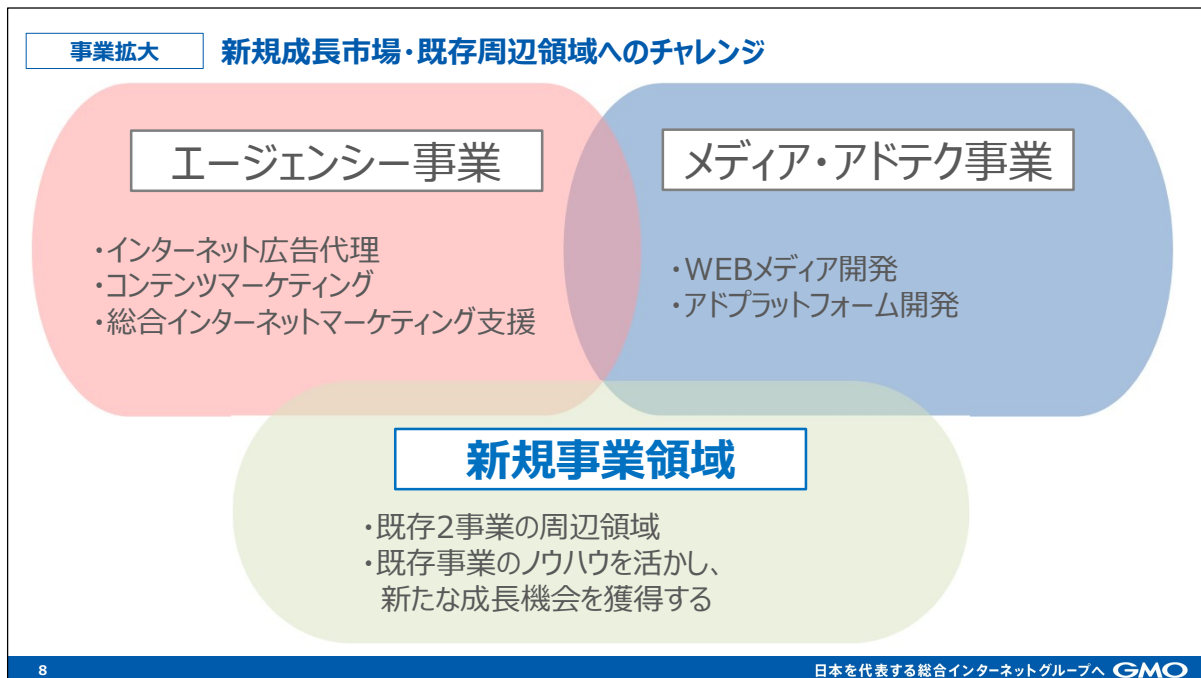 事業拡大
新規成長市場・既存周辺領域へのチャレンジ
エージェンシー事業
・インターネット広告代理
・コンテンツマーケティング
・総合インターネットマーケティング支援
メディア・アドテク事業
・WEBメディア開発
・アドプラットフォーム開発
新規事業領域
・既存2事業の周辺領域
・既存事業のノウハウを活かし、
新たな成長機会を獲得する
8
日本を代表する総合インターネットグループへ GMO